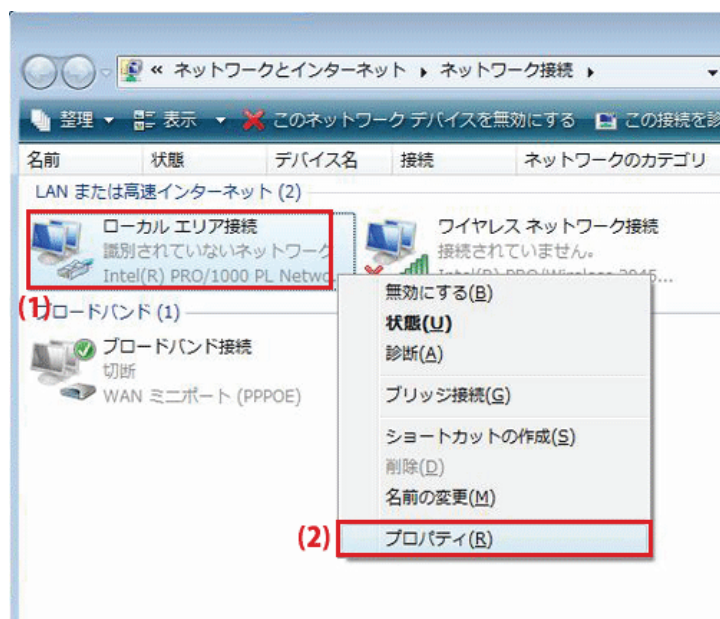 « ネットワークとインターネット ▸ ネットワーク接続 ▸
整理 表示 このネットワーク デバイスを無効にする この接続を診
名前 状態 デバイス名 接続 ネットワークのカテゴリ
LAN または高速インターネット (2)
ローカル エリア接続
識別されていないネットワーク
Intel(R) PRO/1000 PL Netwo...
(1)
ワイヤレス ネットワーク接続
接続されていません。
Intel(R) PRO/Wireless 3945...
無効にする(B)
状態(U)
診断(A)
ブリッジ接続(G)
ショートカットの作成(S)
削除(D)
名前の変更(M)
(2)
プロパティ(R)
ブロードバンド (1)
ブロードバンド接続
切断
WAN ミニポート (PPPOE)